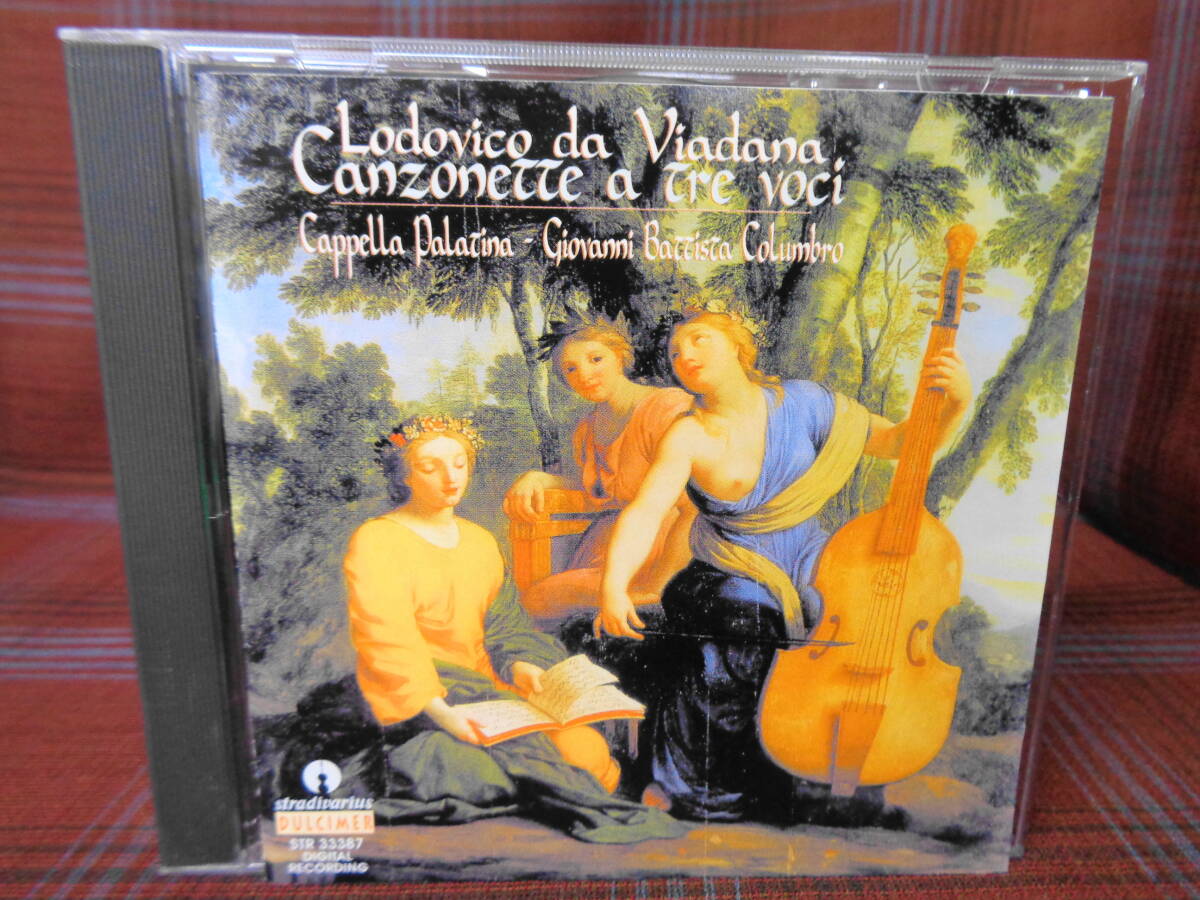 Lodovico da Viadana
Canzonette a tre voci
Cappella Palatina - Giovanni Battista Columbro
stradivarius
DULCIMER
STR 33387
DIGITAL
RECORDING